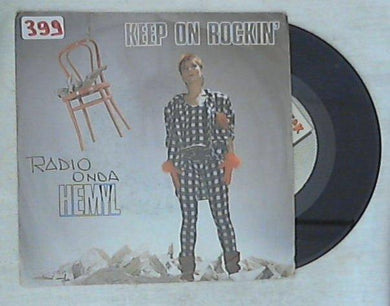 399
KEEP ON ROCKIN'
RADIO
ONDA
HEMYL